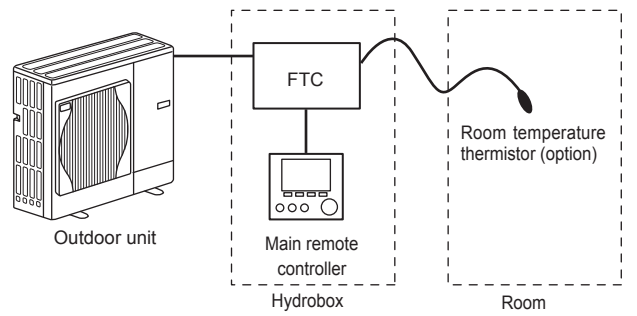 FTC
Room temperature
thermistor (option)
Outdoor unit
Main remote
controller
Hydrobox
Room